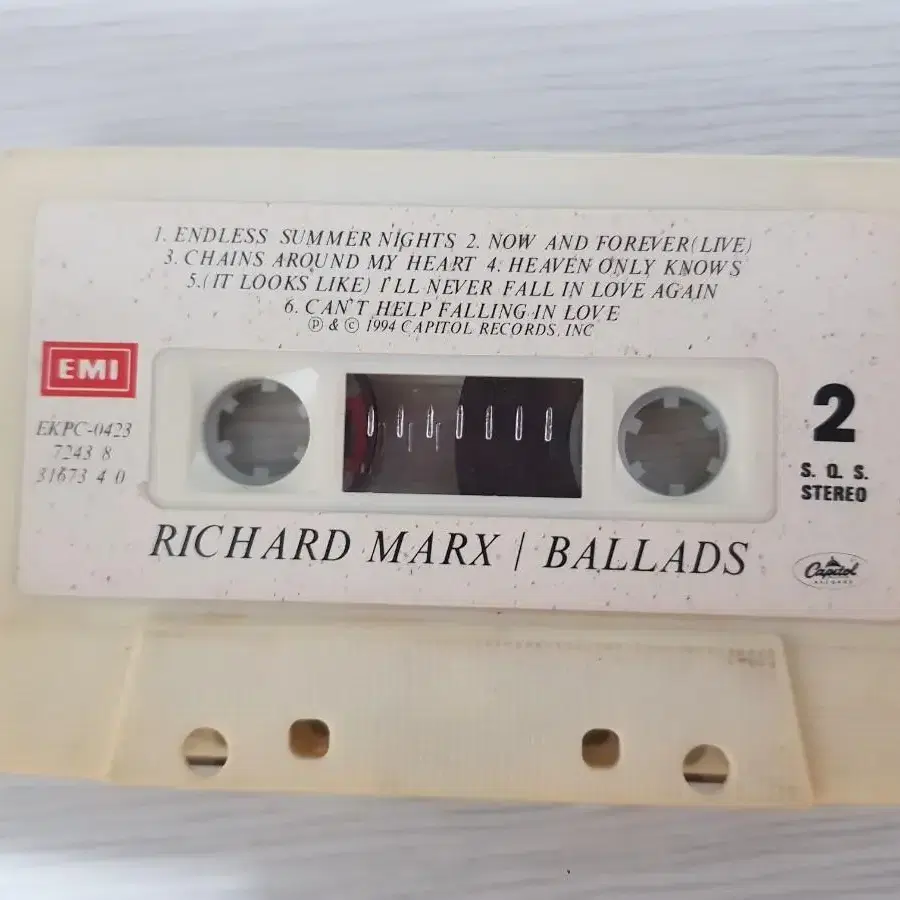 1. ENDLESS SUMMER NIGHTS 2. NOW AND FOREVER(LIVE)
3. CHAINS AROUND MY HEART 4. HEAVEN ONLY KNOWS
5.(IT LOOKS LIKE) I'LL NEVER FALL IN LOVE AGAIN
6. CAN'T HELP FALLING IN LOVE
℗ & © 1994 CAPITOL RECORDS, INC
EMI
EKPC-0423
7243 8
31673 4 0
2
S. Q. S.
STEREO
RICHARD MARX | BALLADS
Capitol
RECORDS